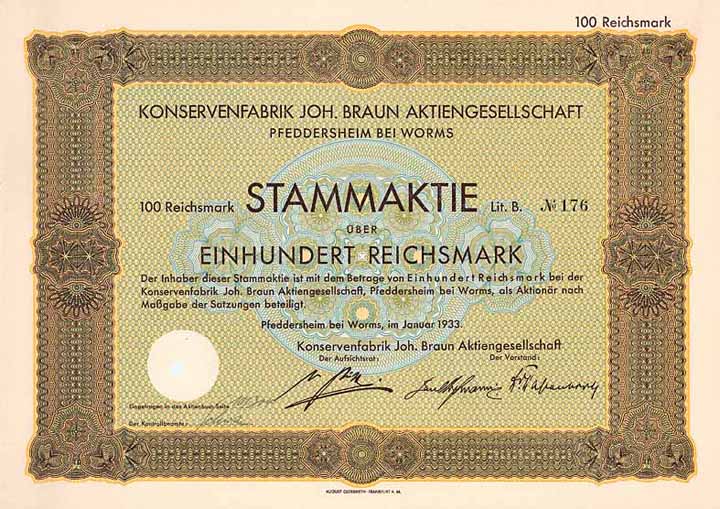 100 Reichsmark
KONSERVENFABRIK JOH. BRAUN AKTIENGESELLSCHAFT
PFEDDERSHEIM BEI WORMS
100 Reichsmark STAMMAKTIE Lit. B. № 176
ÜBER
EINHUNDERT REICHSMARK
Der Inhaber dieser Stammaktie ist mit dem Betrage von Einhundert Reichsmark bei der
Konservenfabrik Joh. Braun Aktiengesellschaft, Pfeddersheim bei Worms, als Aktionär nach
Maßgabe der Satzungen beteiligt.
Pfeddersheim bei Worms, im Januar 1933.
Konservenfabrik Joh. Braun Aktiengesellschaft
Der Aufsichtsrat: Der Vorstand:
Eingetragen in das Aktienbuch Seite
Der Kontrollbeamte:
AUGUST OSTERRIETH FRANKFURT A. M.